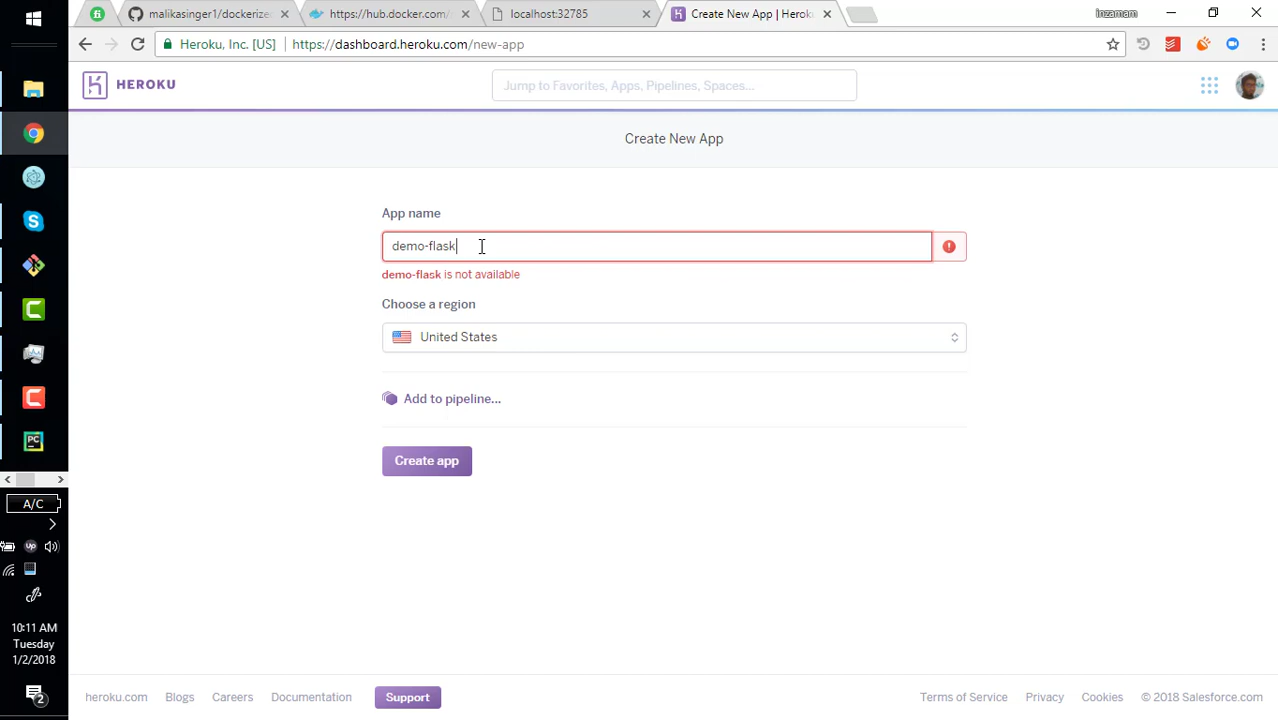 malikasinger1/dockerize
https://hub.docker.com/
localhost:32785
Create New App | Herok
inzamam
Heroku, Inc. [US]
https://dashboard.heroku.com/new-app
HEROKU
Jump to Favorites, Apps, Pipelines, Spaces...
Create New App
App name
demo-flask
demo-flask is not available
Choose a region
United States
Add to pipeline...
Create app
A/C
10:11 AM
Tuesday
1/2/2018
2
heroku.com
Blogs
Careers
Documentation
Support
Terms of Service
Privacy
Cookies
© 2018 Salesforce.com